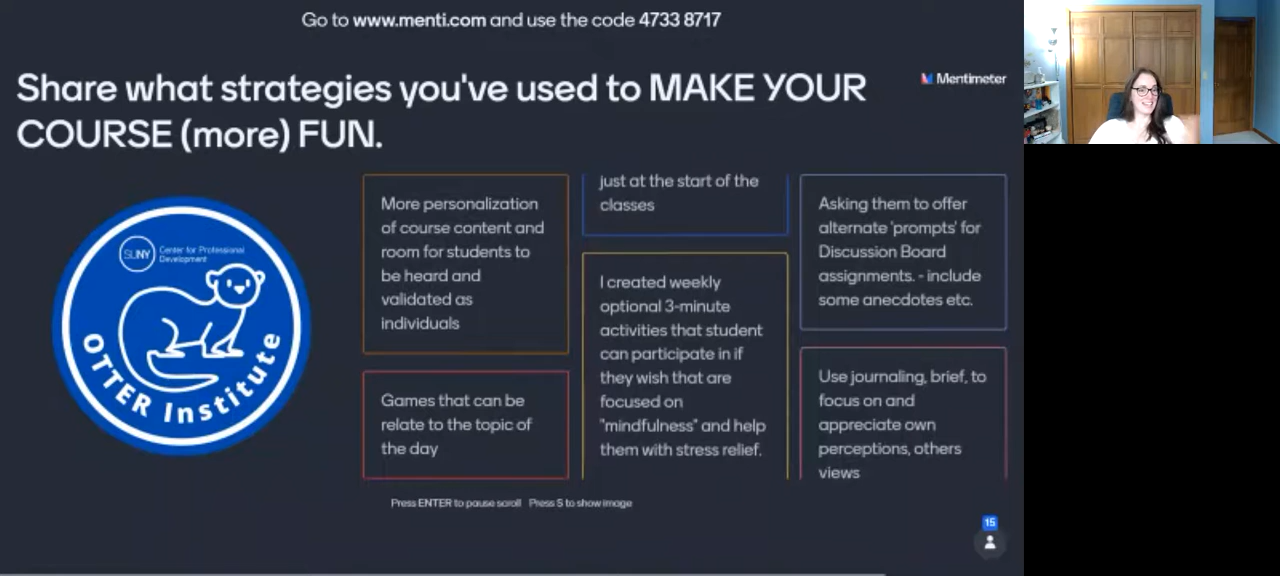 Go to www.menti.com and use the code 4733 8717
Share what strategies you've used to MAKE YOUR
COURSE (more) FUN.
Mentimeter
SUNY
Center for Professional
Development
OTTER Institute
More personalization
of course content and
room for students to
be heard and
validated as
individuals
Games that can be
relate to the topic of
the day
just at the start of the
classes
I created weekly
optional 3-minute
activities that student
can participate in if
they wish that are
focused on
"mindfulness" and help
them with stress relief.
Asking them to offer
alternate 'prompts' for
Discussion Board
assignments. - include
some anecdotes etc.
Use journaling, brief, to
focus on and
appreciate own
perceptions, others
views
Press ENTER to pause scroll Press S to show image
15